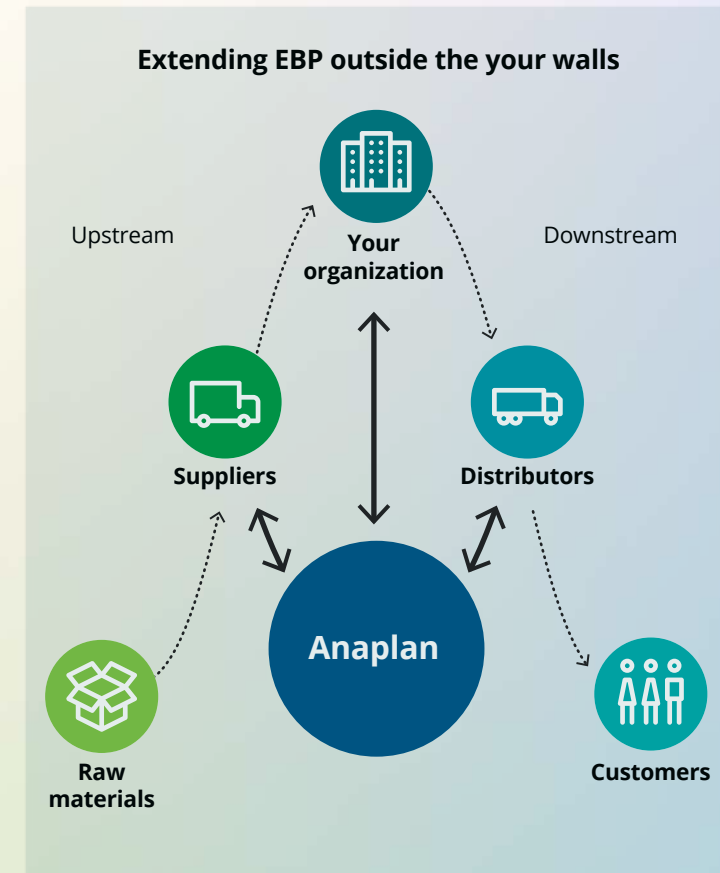 Extending EBP outside the your walls
Upstream
Downstream
Your
organization
Suppliers
Distributors
Anaplan
Raw
materials
Customers